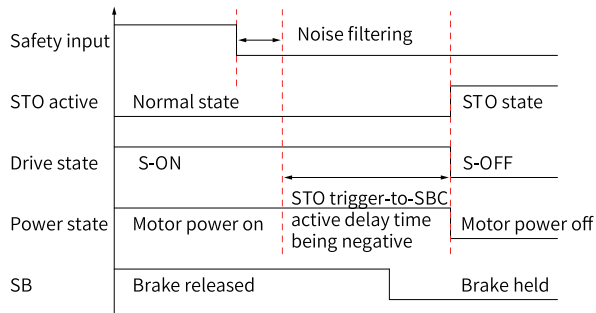 Safety input
Noise filtering
STO active
Normal state
STO state
Drive state
S-ON
S-OFF
STO trigger-to-SBC
active delay time
being negative
Power state
Motor power on
Motor power off
SB
Brake released
Brake held